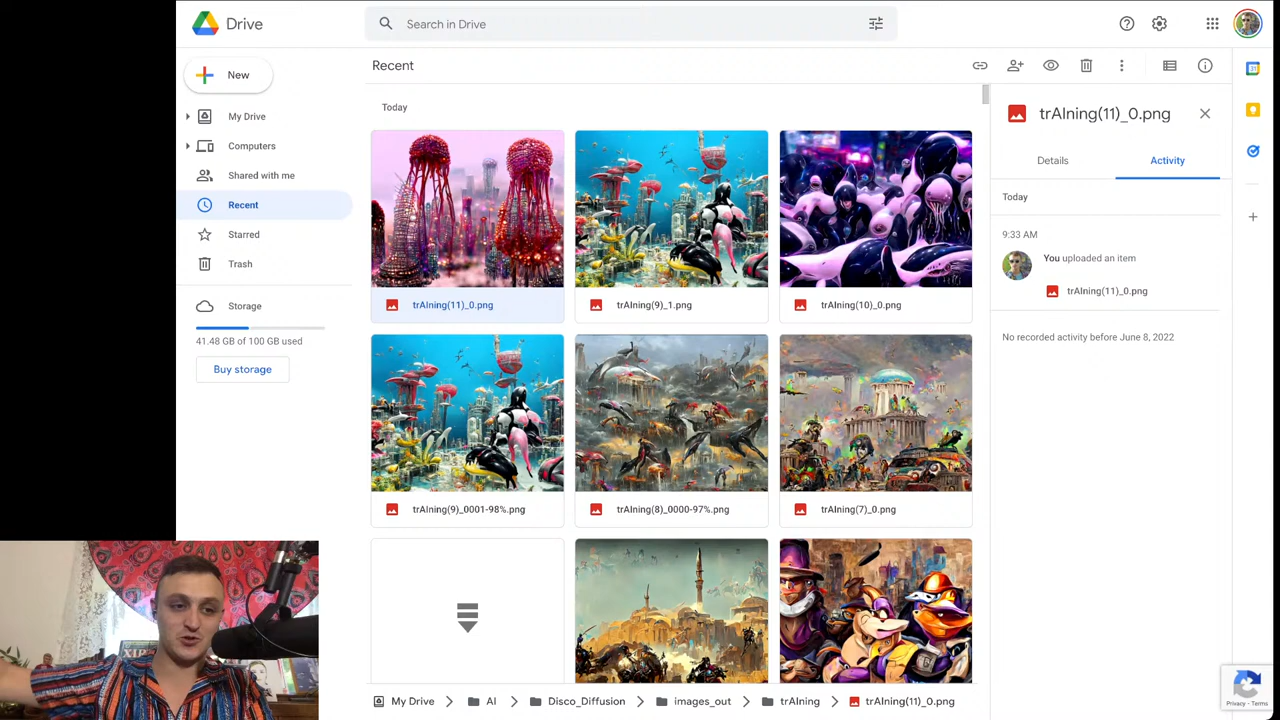 Drive
Search in Drive
New
My Drive
Computers
Shared with me
Recent
Starred
Trash
Storage
41.48 GB of 100 GB used
Buy storage
Recent
Today
trAIning(11)_0.png
trAIning(9)_1.png
trAIning(10)_0.png
trAIning(9)_0001-98%.png
trAIning(8)_0000-97%.png
trAIning(7)_0.png
My Drive
AI
Disco_Diffusion
images_out
trAIning
trAIning(11)_0.png
trAIning(11)_0.png
Details
Activity
Today
9:33 AM
You uploaded an item
trAIning(11)_0.png
No recorded activity before June 8, 2022
31
Privacy - Terms